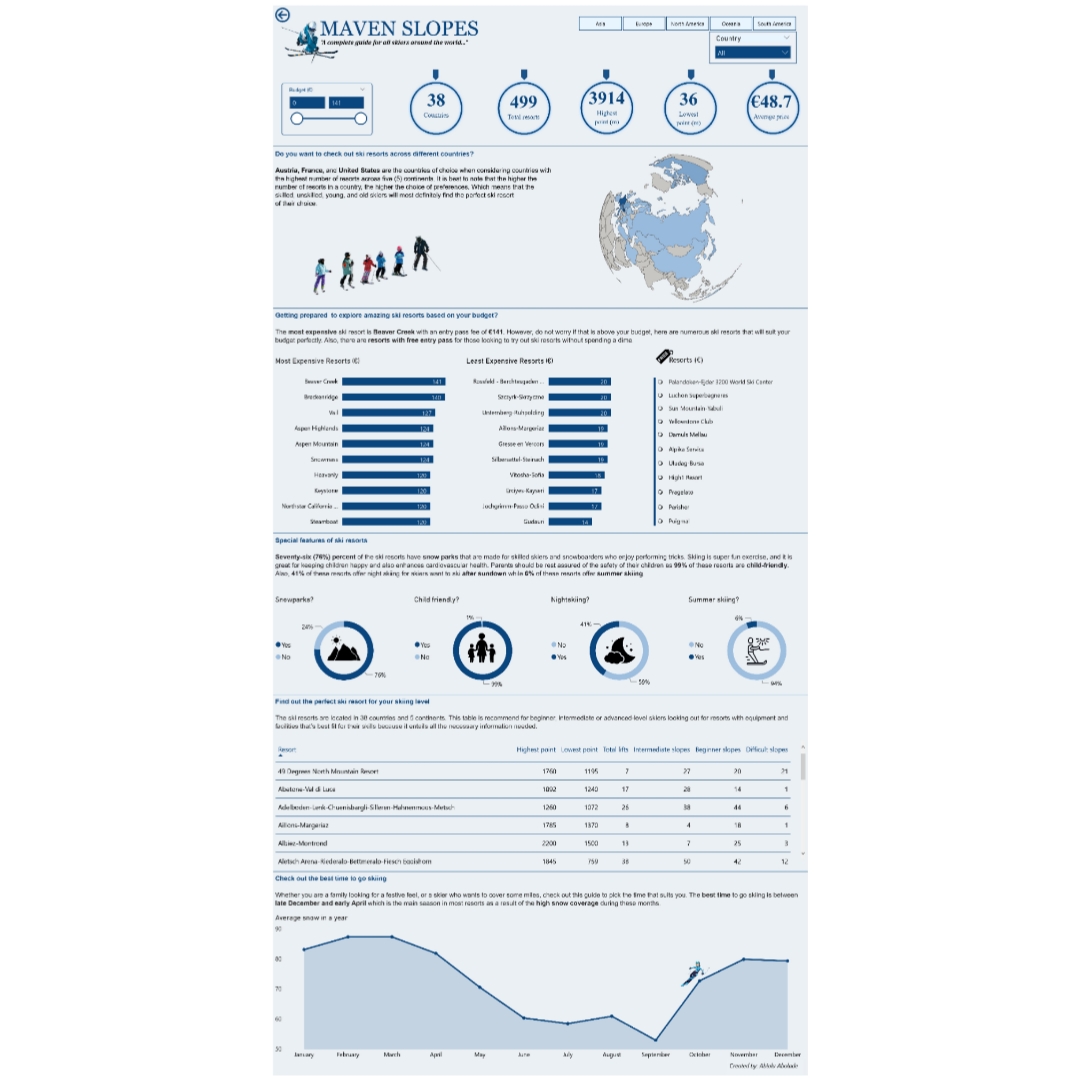 MAVEN SLOPES
"A complete guide for all skiers around the world..."
Asia
Europe
North America
Oceania
South America
Country
All
Budget (€)
0
141
38
Countries
499
Total resorts
3914
Highest
point (m)
36
Lowest
point (m)
€48.7
Average price
Do you want to check out ski resorts across different countries?
Austria, France, and United States are the countries of choice when considering countries with
the highest number of resorts across five (5) continents. It is best to note that the higher the
number of resorts in a country, the higher the choice of preferences. Which means that the
skilled, unskilled, young, and old skiers will most definitely find the perfect ski resort
of their choice.
Getting prepared to explore amazing ski resorts based on your budget?
The most expensive ski resort is Beaver Creek with an entry pass fee of €141. However, do not worry if that is above your budget, here are numerous ski resorts that will suit your
budget perfectly. Also, there are resorts with free entry pass for those looking to try out ski resorts without spending a dime.
Most Expensive Resorts (€)
Beaver Creek 141
Breckenridge 140
Vail 127
Aspen Highlands 124
Aspen Mountain 124
Snowmass 124
Heavenly 120
Keystone 120
Northstar California ... 120
Steamboat 120
Least Expensive Resorts (€)
Rossfeld - Berchtesgaden ... 20
Szczyrk-Skrzyczne 20
Unternberg-Ruhpolding 20
Aillons-Margeriaz 19
Gresse en Vercors 19
Silbersattel-Steinach 19
Vitosha-Sofia 18
Erciyes-Kayseri 17
Jochgrimm-Passo Oclini 17
Gudauri 14
Resorts (€)
Palandöken-Ejder 3200 World Ski Center
Luchon Superbagneres
Sun Mountain-Yabuli
Yellowstone Club
Damüls Mellau
Alpika Service
Uludag-Bursa
High1 Resort
Pragelato
Perisher
Puigmal
Special features of ski resorts
Seventy-six (76%) percent of the ski resorts have snow parks that are made for skilled skiers and snowboarders who enjoy performing tricks. Skiing is super fun exercise, and it is
great for keeping children happy and also enhances cardiovascular health. Parents should be rest assured of the safety of their children as 99% of these resorts are child-friendly.
Also, 41% of these resorts offer night skiing for skiers want to ski after sundown while 6% of these resorts offer summer skiing.
Snowparks?
24%
Yes
No
76%
Child friendly?
1%
Yes
No
99%
Nightskiing?
41%
No
Yes
59%
Summer skiing?
6%
No
Yes
94%
Find out the perfect ski resort for your skiing level
The ski resorts are located in 38 countries and 5 continents. This table is recommend for beginner, intermediate or advanced-level skiers looking out for resorts with equipment and
facilities that's best fit for their skills because it entails all the necessary information needed.
Resort Highest point Lowest point Total lifts Intermediate slopes Beginner slopes Difficult slopes
49 Degrees North Mountain Resort 1760 1195 7 27 20 21
Abetone-Val di Luce 1892 1240 17 28 14 1
1260 1072 26 38 44 6
Aillons-Margeriaz 1785 1370 8 4 18 1
Albiez-Montrond 2200 1500 13 7 25 3
1845 759 38 50 42 12
Check out the best time to go skiing
Whether you are a family looking for a festive feel, or a skier who wants to cover some miles, check out this guide to pick the time that suits you. The best time to go skiing is between
late December and early April which is the main season in most resorts as a result of the high snow coverage during these months.
Average snow in a year
90
80
70
60
50
January February March April May June July August September October November December
Created by: